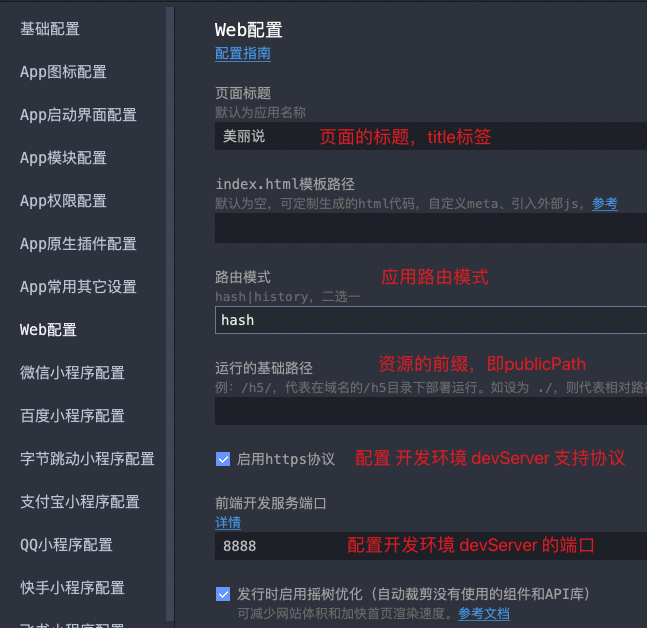 基础配置
App图标配置
App启动界面配置
App模块配置
App权限配置
App原生插件配置
App常用其它设置
Web配置
微信小程序配置
百度小程序配置
字节跳动小程序配置
支付宝小程序配置
QQ小程序配置
快手小程序配置
飞书小程序配置
Web配置
配置指南
页面标题
默认为应用名称
美丽说 页面的标题，title标签
index.html模板路径
默认为空，可定制生成的html代码，自定义meta、引入外部js，参考
路由模式 应用路由模式
hash|history，二选一
hash
运行的基础路径 资源的前缀，即publicPath
例：/h5/，代表在域名的/h5目录下部署运行。如设为 ./，则代表相对路
启用https协议 配置 开发环境 devServer 支持协议
前端开发服务端口
详情
8888 配置开发环境 devServer 的端口
发行时启用摇树优化（自动裁剪没有使用的组件和API库）
可减少网站体积和加快首页渲染速度。参考文档